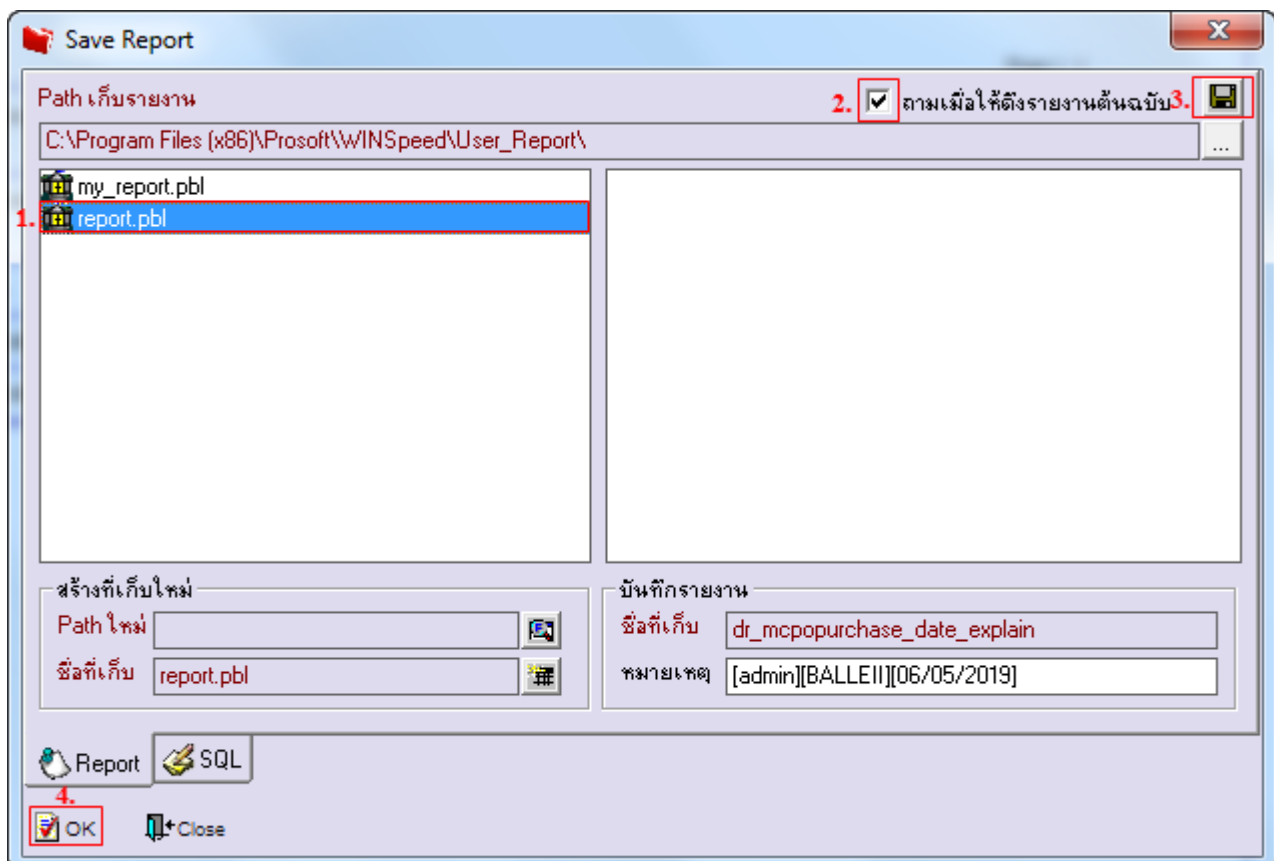 Save Report
Path เก็บรายงาน
2. ถามเมื่อให้ดึงรายงานต้นฉบับ 3.
C:\Program Files (x86)\Prosoft\WINSpeed\User_Report\
...
my_report.pbl
1. report.pbl
สร้างที่เก็บใหม่
Path ใหม่
ชื่อที่เก็บ report.pbl
บันทึกรายงาน
ชื่อที่เก็บ dr_mcpopurchase_date_explain
หมายเหตุ [admin][BALLEII][06/05/2019]
Report SQL
4.
OK Close